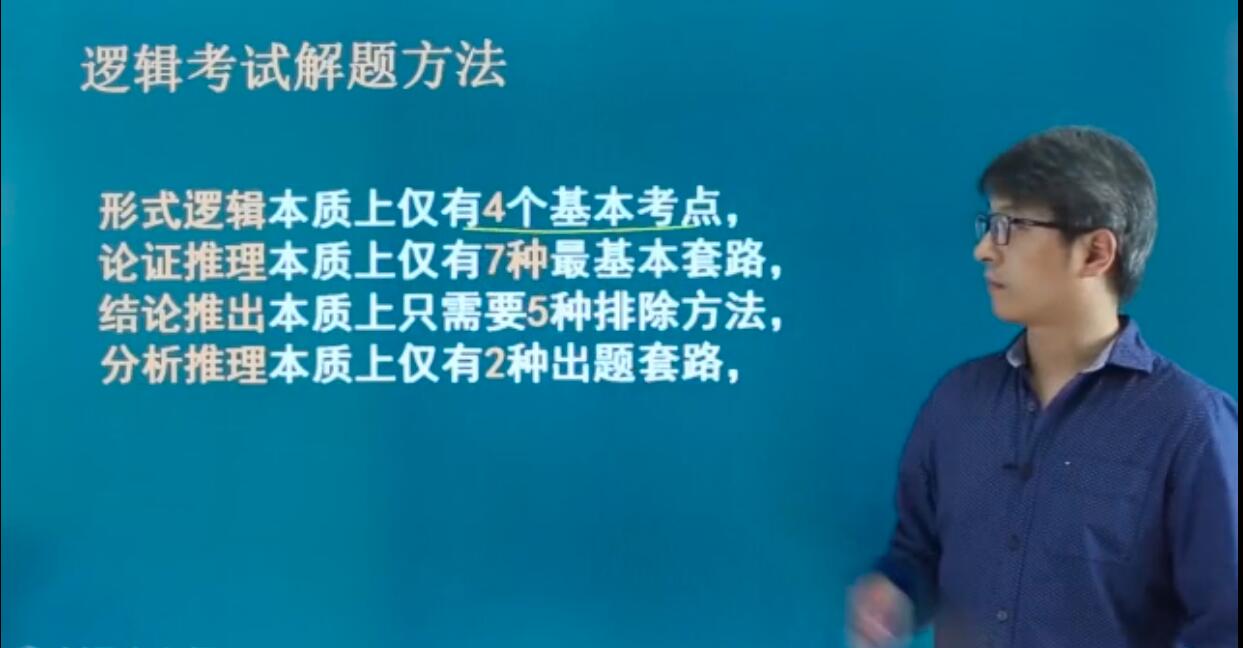 逻辑考试解题方法
形式逻辑本质上仅有4个基本考点，
论证推理本质上仅有7种最基本套路，
结论推出本质上只需要5种排除方法，
分析推理本质上仅有2种出题套路，